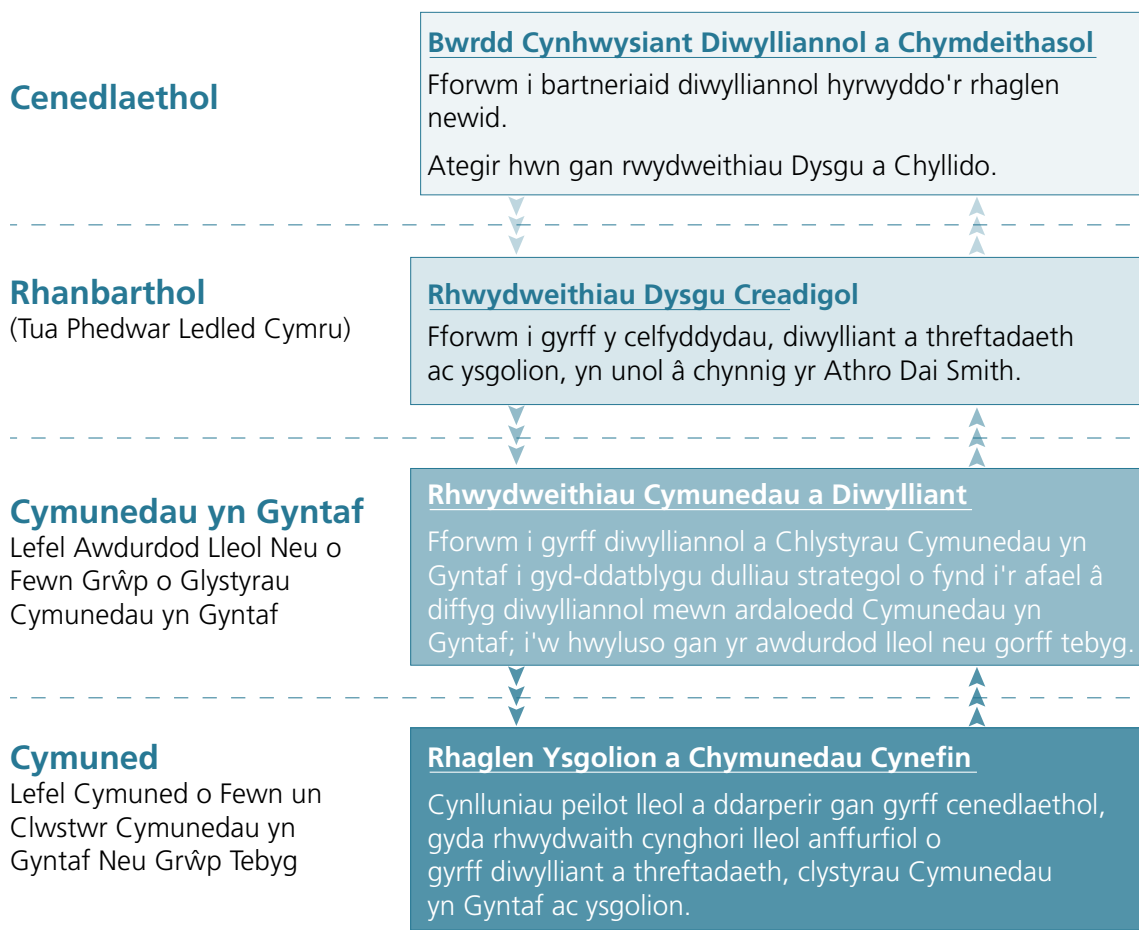 Cenedlaethol
Bwrdd Cynhwysiant Diwylliannol a Chymdeithasol
Fforwm i bartneriaid diwylliannol hyrwyddo'r rhaglen
newid.
Ategir hwn gan rwydweithiau Dysgu a Chyllido.
Rhanbarthol
(Tua Phedwar Ledled Cymru)
Rhwydweithiau Dysgu Creadigol
Fforwm i gyrff y celfyddydau, diwylliant a threftadaeth
ac ysgolion, yn unol â chynnig yr Athro Dai Smith.
Cymunedau yn Gyntaf
Lefel Awdurdod Lleol Neu o
Fewn Grŵp o Glystyrau
Cymunedau yn Gyntaf
Rhwydweithiau Cymunedau a Diwylliant
Fforwm i gyrff diwylliannol a Chlystyrau Cymunedau yn
Gyntaf i gyd-ddatblygu dulliau strategol o fynd i'r afael â
diffyg diwylliannol mewn ardaloedd Cymunedau yn
Gyntaf; i'w hwyluso gan yr awdurdod lleol neu gorff tebyg.
Cymuned
Lefel Cymuned o Fewn un
Clwstwr Cymunedau yn
Gyntaf Neu Grŵp Tebyg
Rhaglen Ysgolion a Chymunedau Cynefin
Cynlluniau peilot lleol a ddarperir gan gyrff cenedlaethol,
gyda rhwydwaith cynghori lleol anffurfiol o
gyrff diwylliant a threftadaeth, clystyrau Cymunedau
yn Gyntaf ac ysgolion.